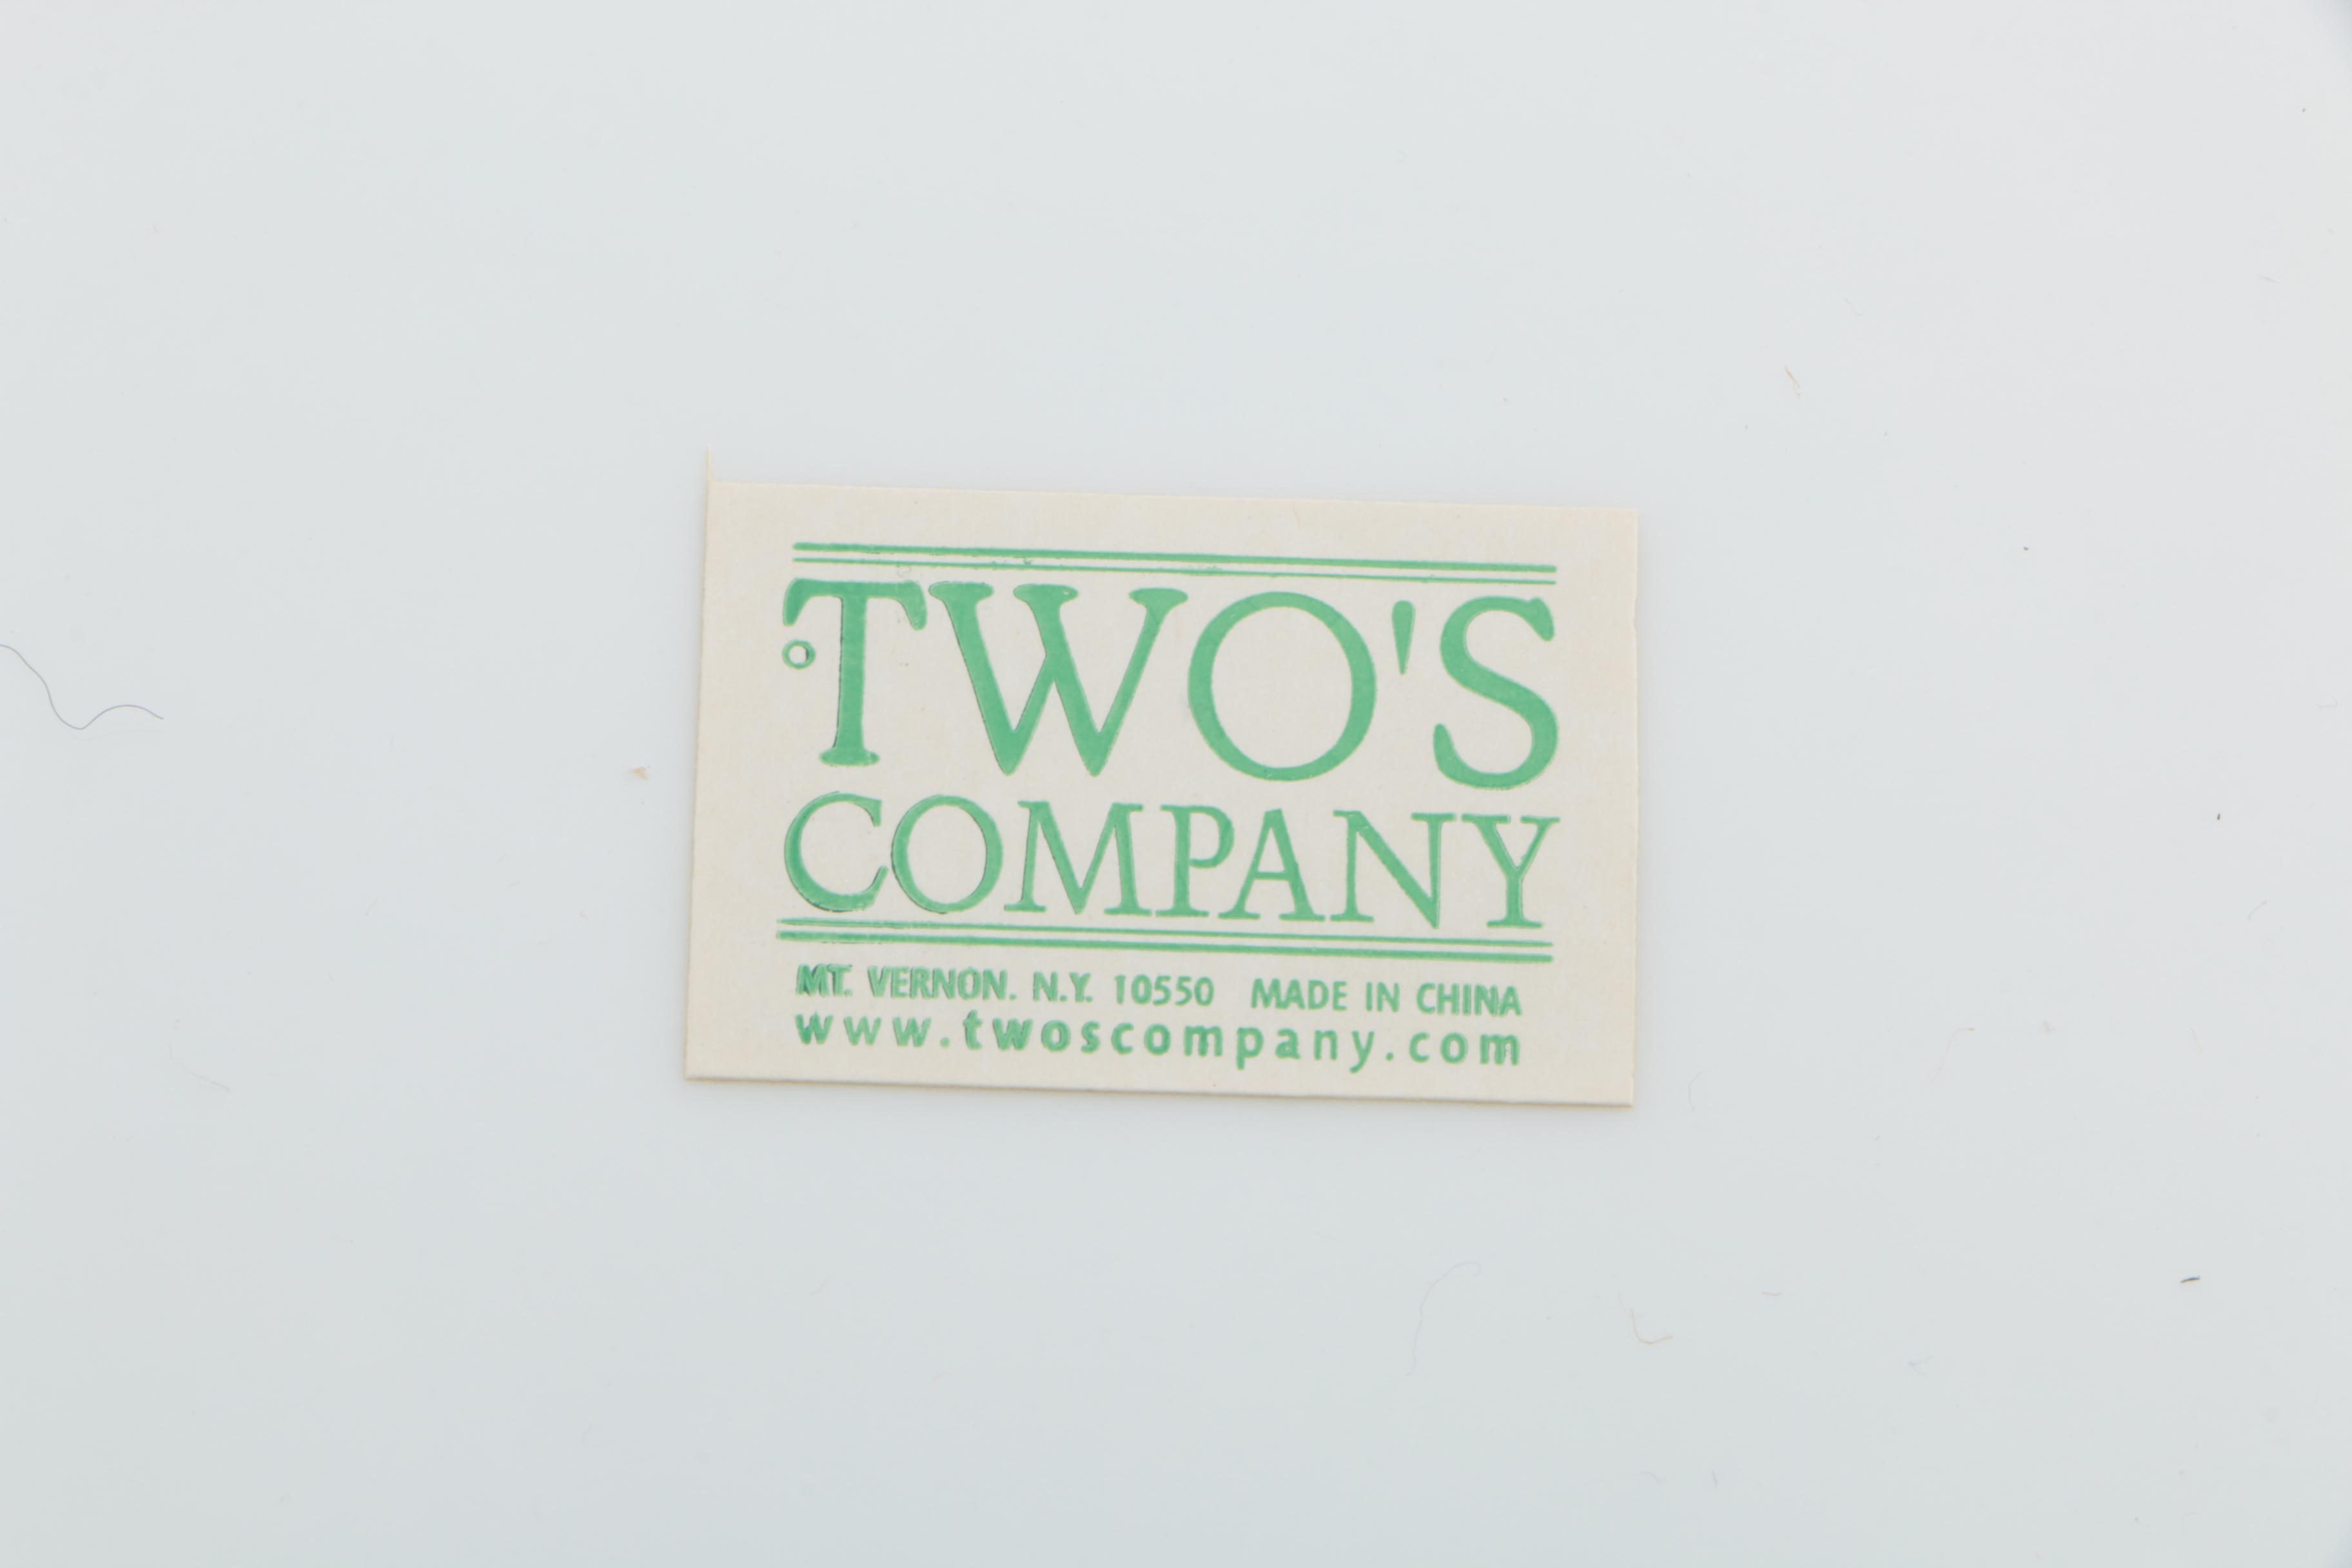 TWO'S
COMPANY
MT. VERNON. N.Y. 10550 MADE IN CHINA
www.twoscompany.com